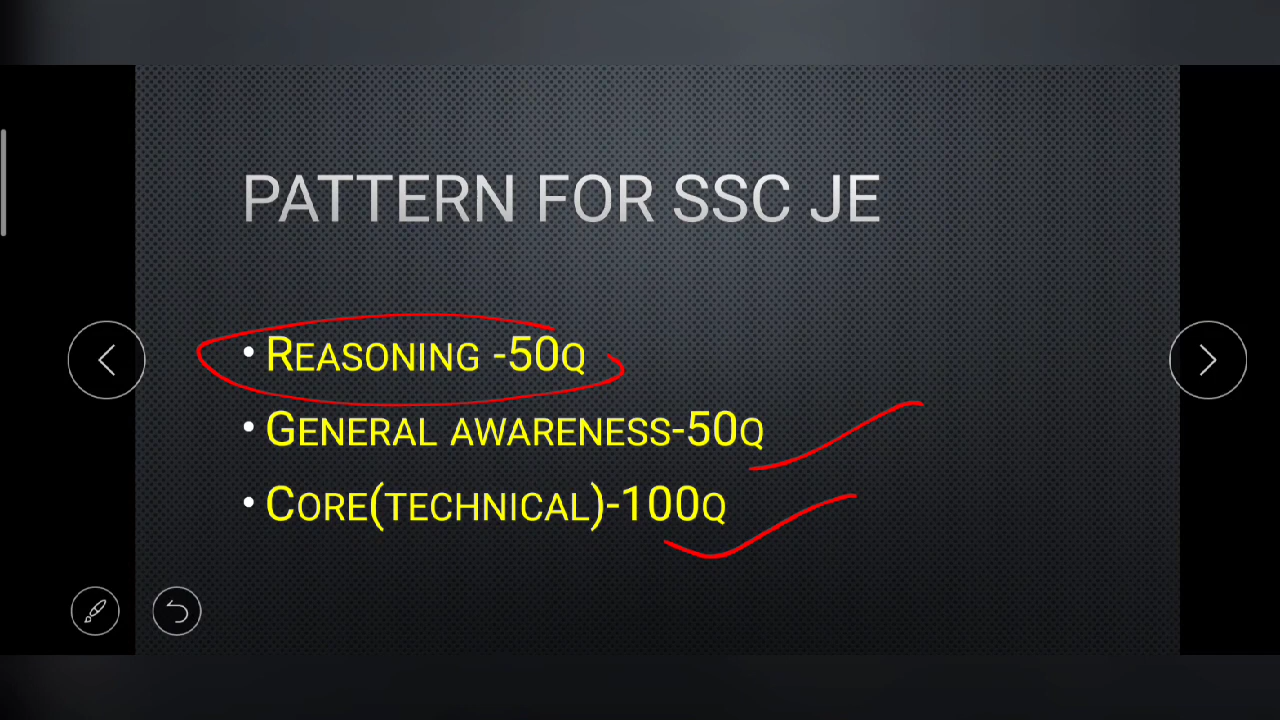 PATTERN FOR SSC JE
• REASONING -50Q
• GENERAL AWARENESS-50Q
• CORE(TECHNICAL)-100Q